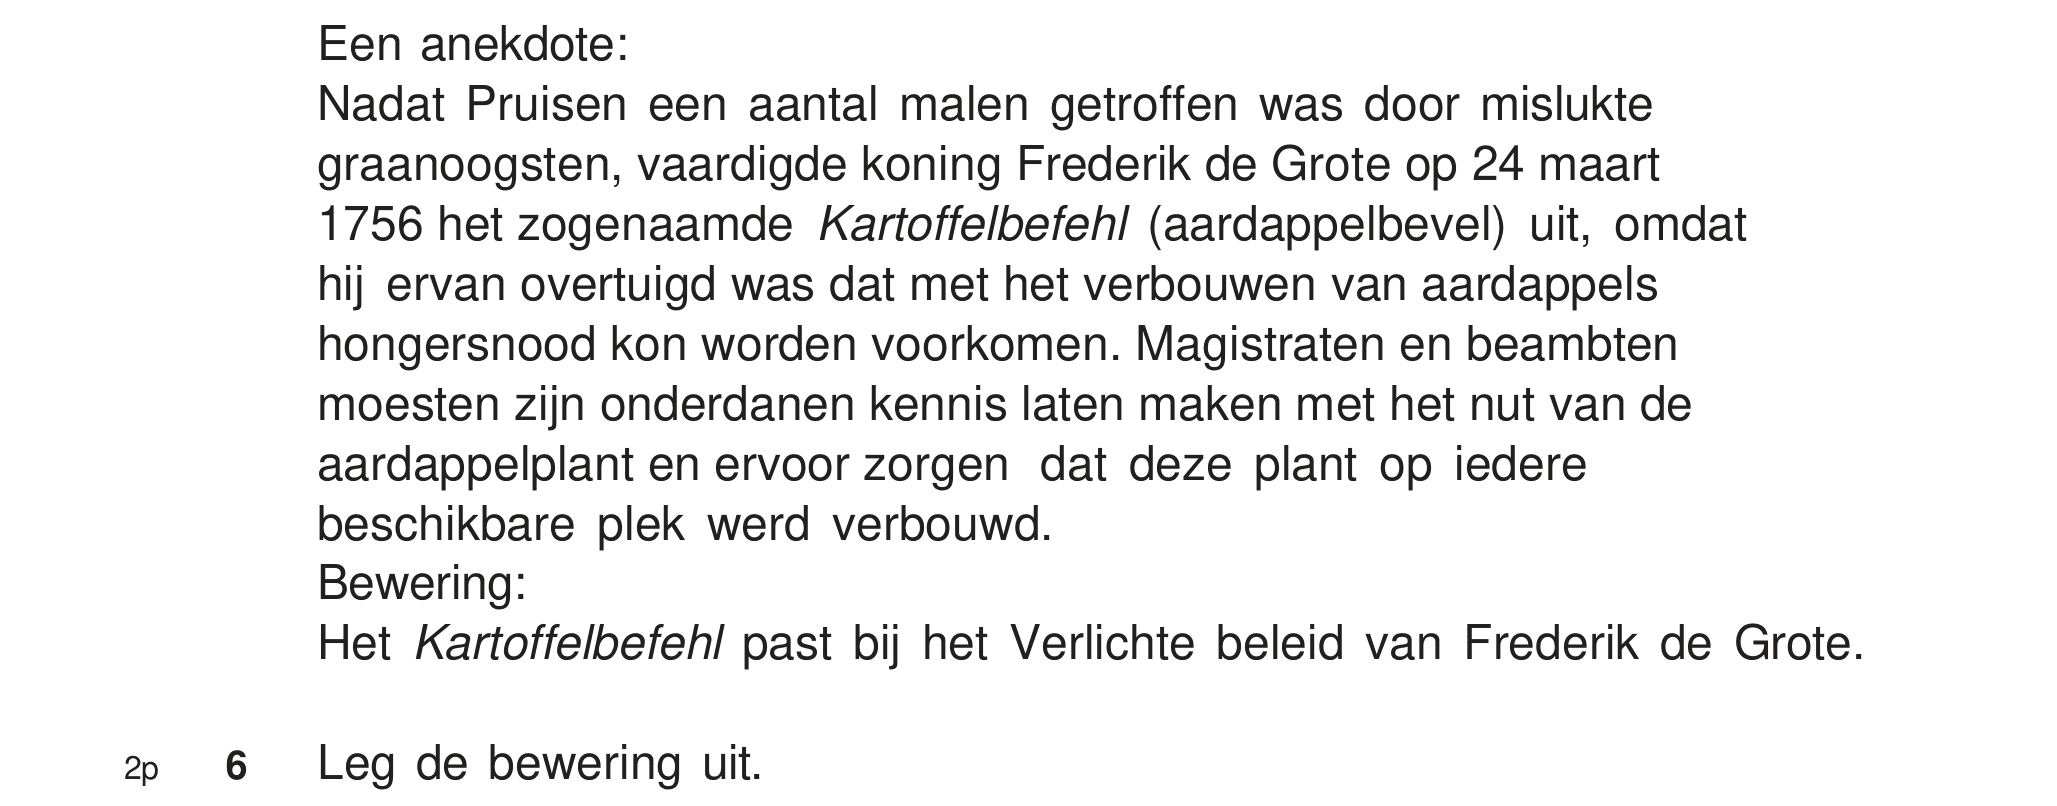 Een anekdote:
Nadat Pruisen een aantal malen getroffen was door mislukte
graanoogsten, vaardigde koning Frederik de Grote op 24 maart
1756 het zogenaamde Kartoffelbefehl (aardappelbevel) uit, omdat
hij ervan overtuigd was dat met het verbouwen van aardappels
hongersnood kon worden voorkomen. Magistraten en beambten
moesten zijn onderdanen kennis laten maken met het nut van de
aardappelplant en ervoor zorgen dat deze plant op iedere
beschikbare plek werd verbouwd.
Bewering:
Het Kartoffelbefehl past bij het Verlichte beleid van Frederik de Grote.
2p 6 Leg de bewering uit.